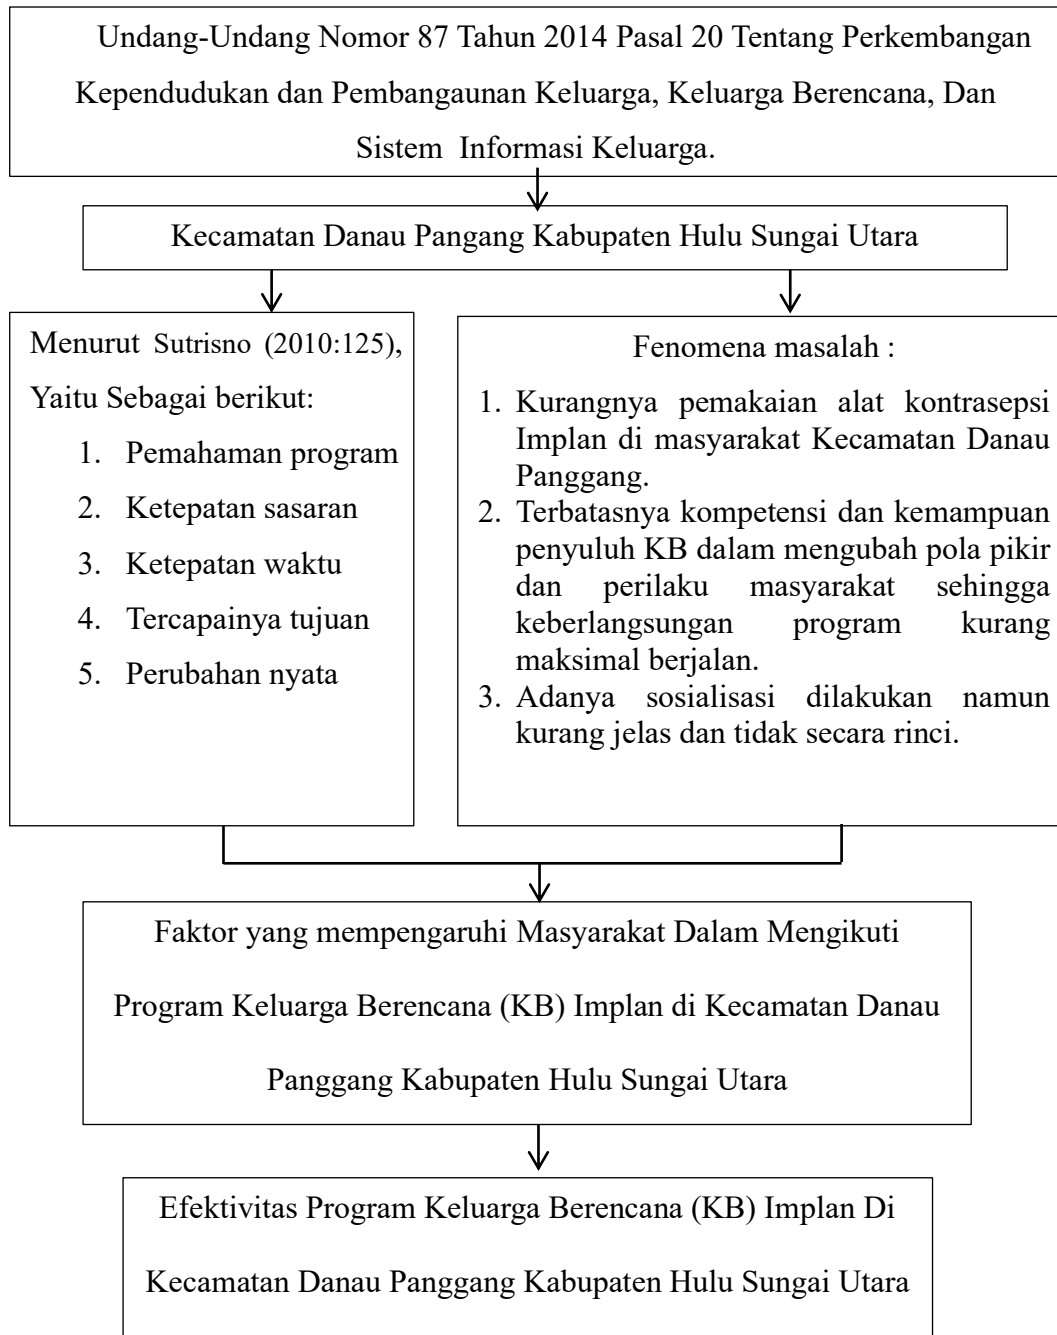 Undang-Undang Nomor 87 Tahun 2014 Pasal 20 Tentang Perkembangan
Kependudukan dan Pembangaunan Keluarga, Keluarga Berencana, Dan
Sistem Informasi Keluarga.
Kecamatan Danau Pangang Kabupaten Hulu Sungai Utara
Menurut Sutrisno (2010:125),
Yaitu Sebagai berikut:
1. Pemahaman program
2. Ketepatan sasaran
3. Ketepatan waktu
4. Tercapainya tujuan
5. Perubahan nyata
Fenomena masalah :
1. Kurangnya pemakaian alat kontrasepsi
Implan di masyarakat Kecamatan Danau
Panggang.
2. Terbatasnya kompetensi dan kemampuan
penyuluh KB dalam mengubah pola pikir
dan perilaku masyarakat sehingga
keberlangsungan program kurang
maksimal berjalan.
3. Adanya sosialisasi dilakukan namun
kurang jelas dan tidak secara rinci.
Faktor yang mempengaruhi Masyarakat Dalam Mengikuti
Program Keluarga Berencana (KB) Implan di Kecamatan Danau
Panggang Kabupaten Hulu Sungai Utara
Efektivitas Program Keluarga Berencana (KB) Implan Di
Kecamatan Danau Panggang Kabupaten Hulu Sungai Utara